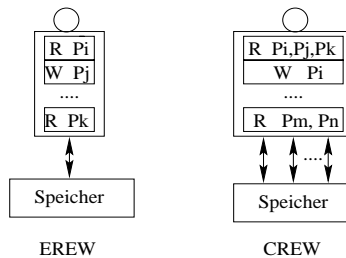 R Pi
W Pj
....
R Pk
Speicher
EREW
R Pi,Pj,Pk
W Pi
....
R Pm, Pn
....
Speicher
CREW